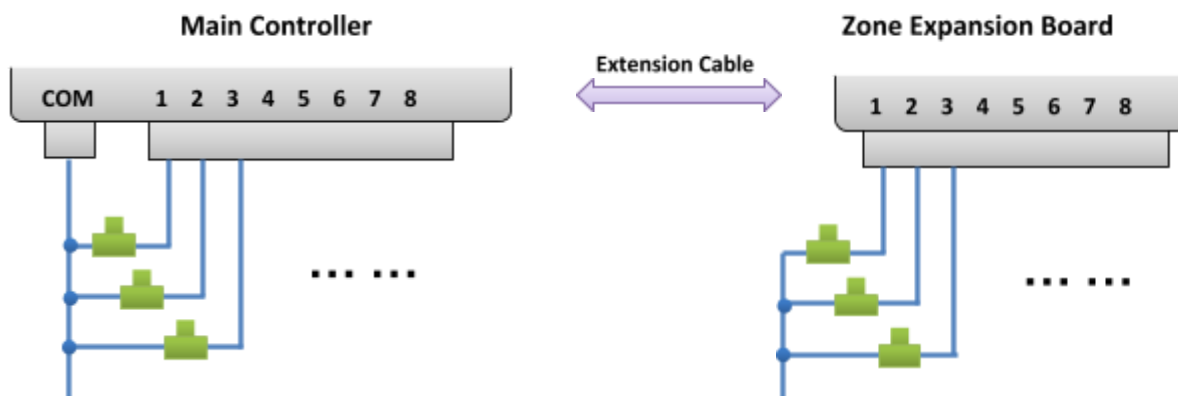 Main Controller
Zone Expansion Board
Extension Cable
COM 1 2 3 4 5 6 7 8
1 2 3 4 5 6 7 8
... ...
... ...